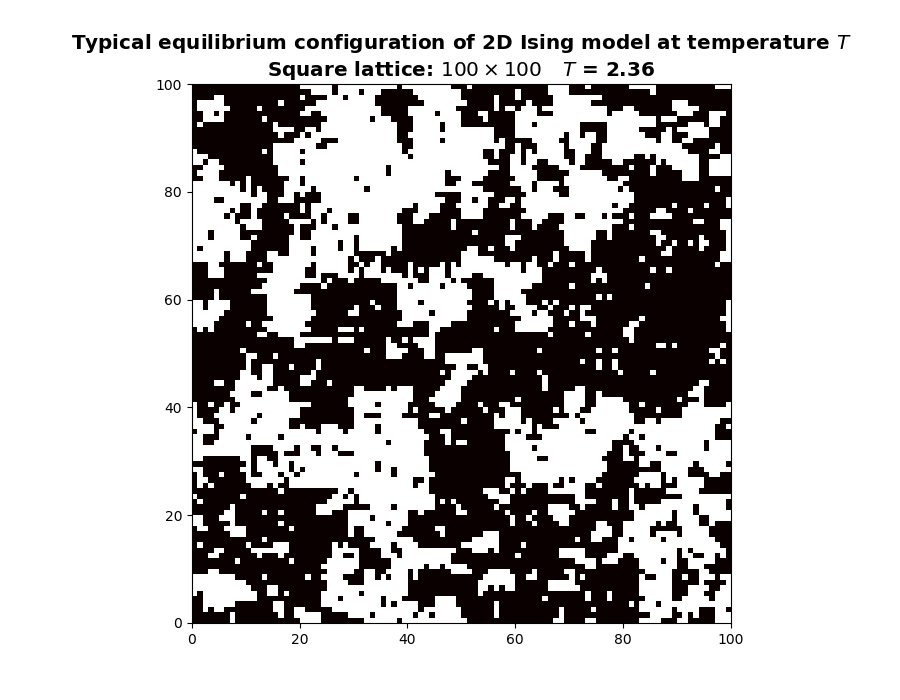 Typical equilibrium configuration of 2D Ising model at temperature T
Square lattice: 100 × 100 T = 2.36
100
80
60
40
20
0
0 20 40 60 80 100